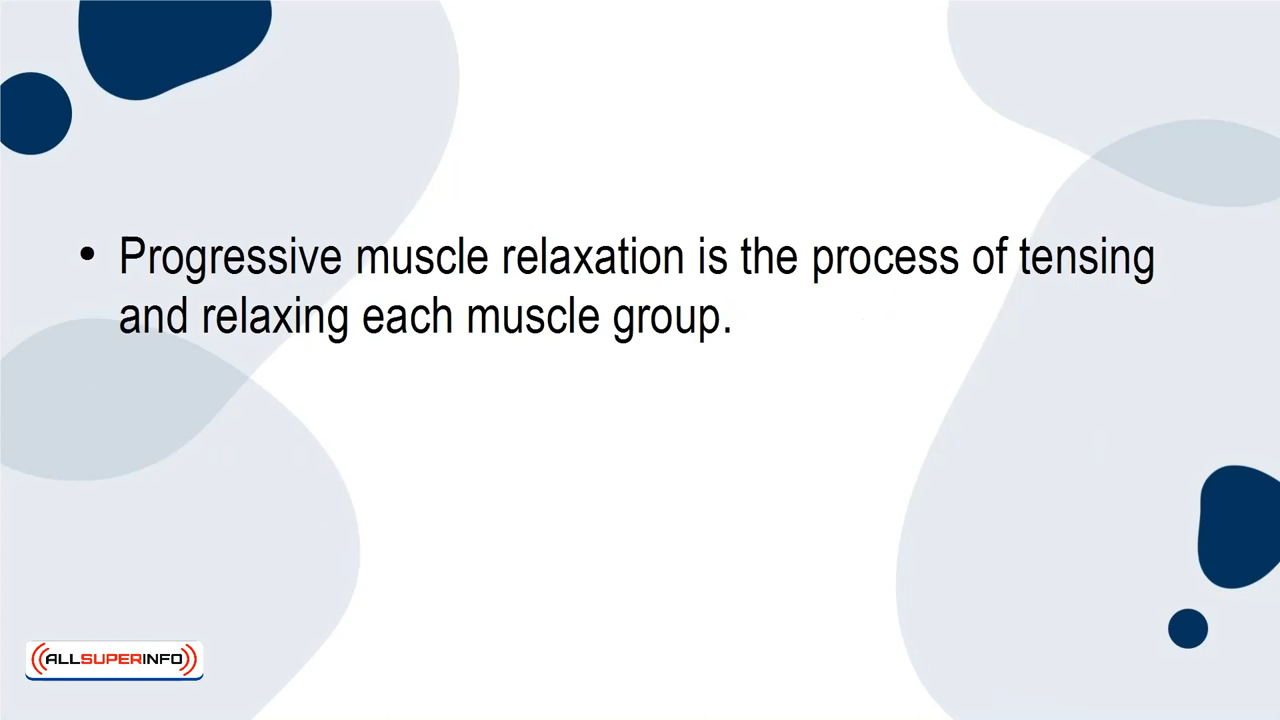 • Progressive muscle relaxation is the process of tensing
and relaxing each muscle group.
ALLSUPERINFO